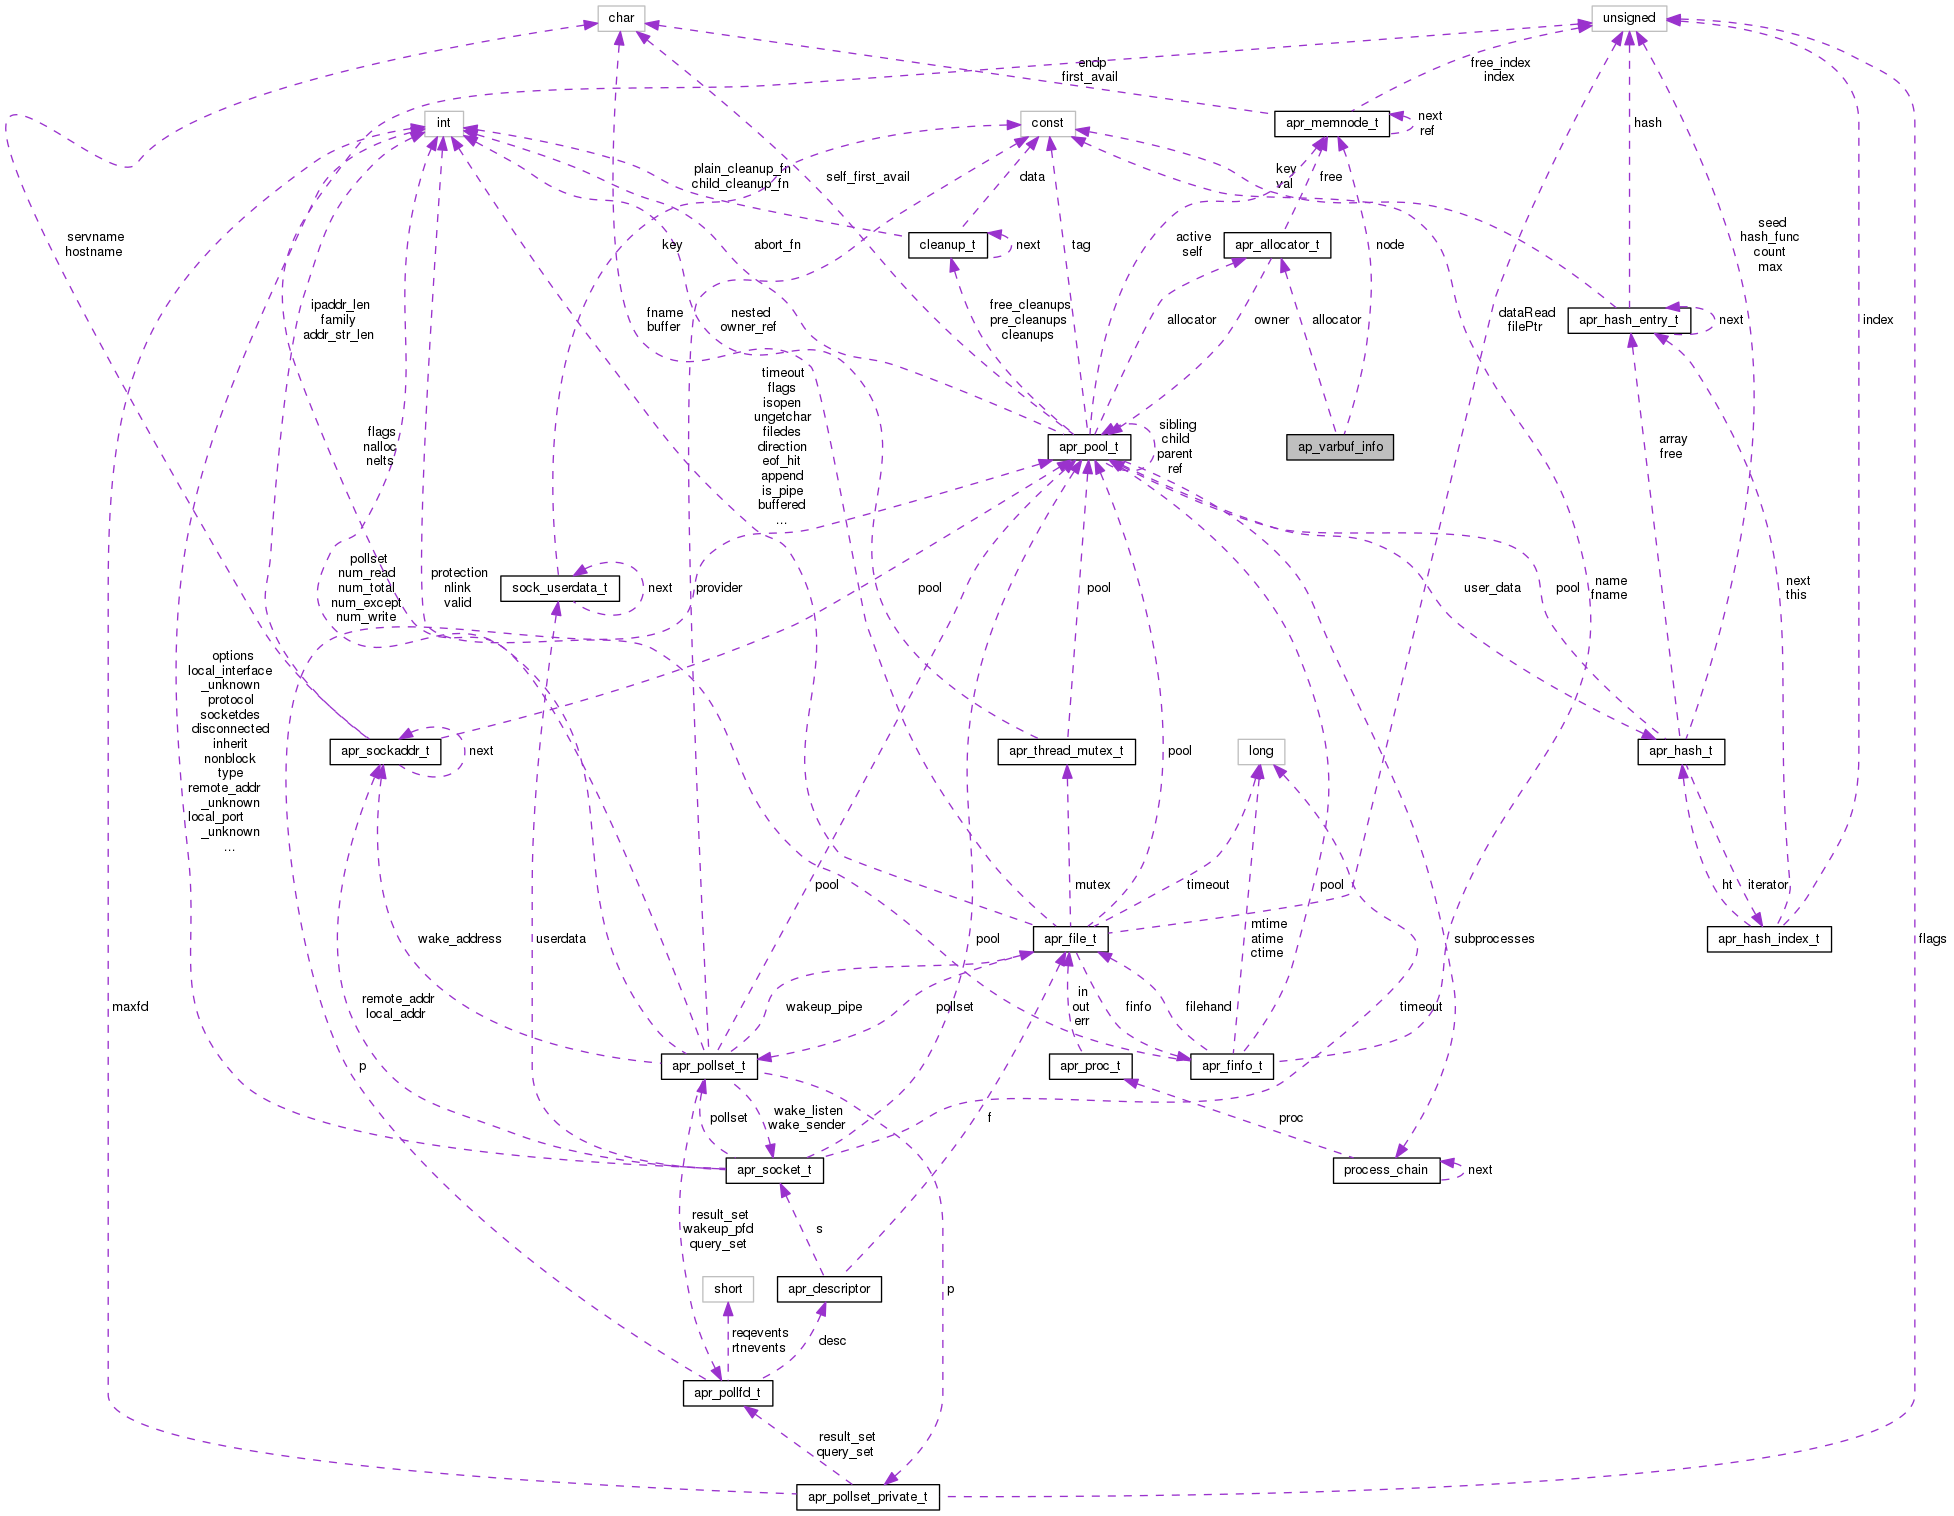 char
unsigned
endp
first_avail
free_index
index
int
const
apr_memnode_t
next
ref
hash
plain_cleanup_fn
child_cleanup_fn
self_first_avail
data
key
val
free
servname
hostname
key
abort_fn
cleanup_t
next
tag
active
self
apr_allocator_t
node
seed
hash_func
count
max
ipaddr_len
family
addr_str_len
fname
buffer
nested
owner_ref
free_cleanups
pre_cleanups
cleanups
allocator
owner
allocator
dataRead
filePtr
apr_hash_entry_t
next
index
flags
nalloc
nelts
timeout
flags
isopen
ungetchar
filedes
direction
eof_hit
append
is_pipe
buffered
...
apr_pool_t
sibling
child
parent
ref
ap_varbuf_info
array
free
pollset
num_read
num_total
num_except
num_write
protection
nlink
valid
sock_userdata_t
next
provider
pool
pool
user_data
pool
name
fname
next
this
options
local_interface
_unknown
protocol
socketdes
disconnected
inherit
nonblock
type
remote_addr
_unknown
local_port
_unknown
...
apr_sockaddr_t
next
apr_thread_mutex_t
pool
long
apr_hash_t
pool
mutex
timeout
pool
ht
iterator
wake_address
userdata
pool
apr_file_t
mtime
atime
ctime
subprocesses
apr_hash_index_t
flags
maxfd
remote_addr
local_addr
wakeup_pipe
pollset
in
out
err
finfo
filehand
timeout
p
apr_pollset_t
apr_proc_t
apr_finfo_t
pollset
wake_listen
wake_sender
f
proc
apr_socket_t
process_chain
next
result_set
wakeup_pfd
query_set
s
short
apr_descriptor
p
reqevents
rtnevents
desc
apr_pollfd_t
result_set
query_set
apr_pollset_private_t